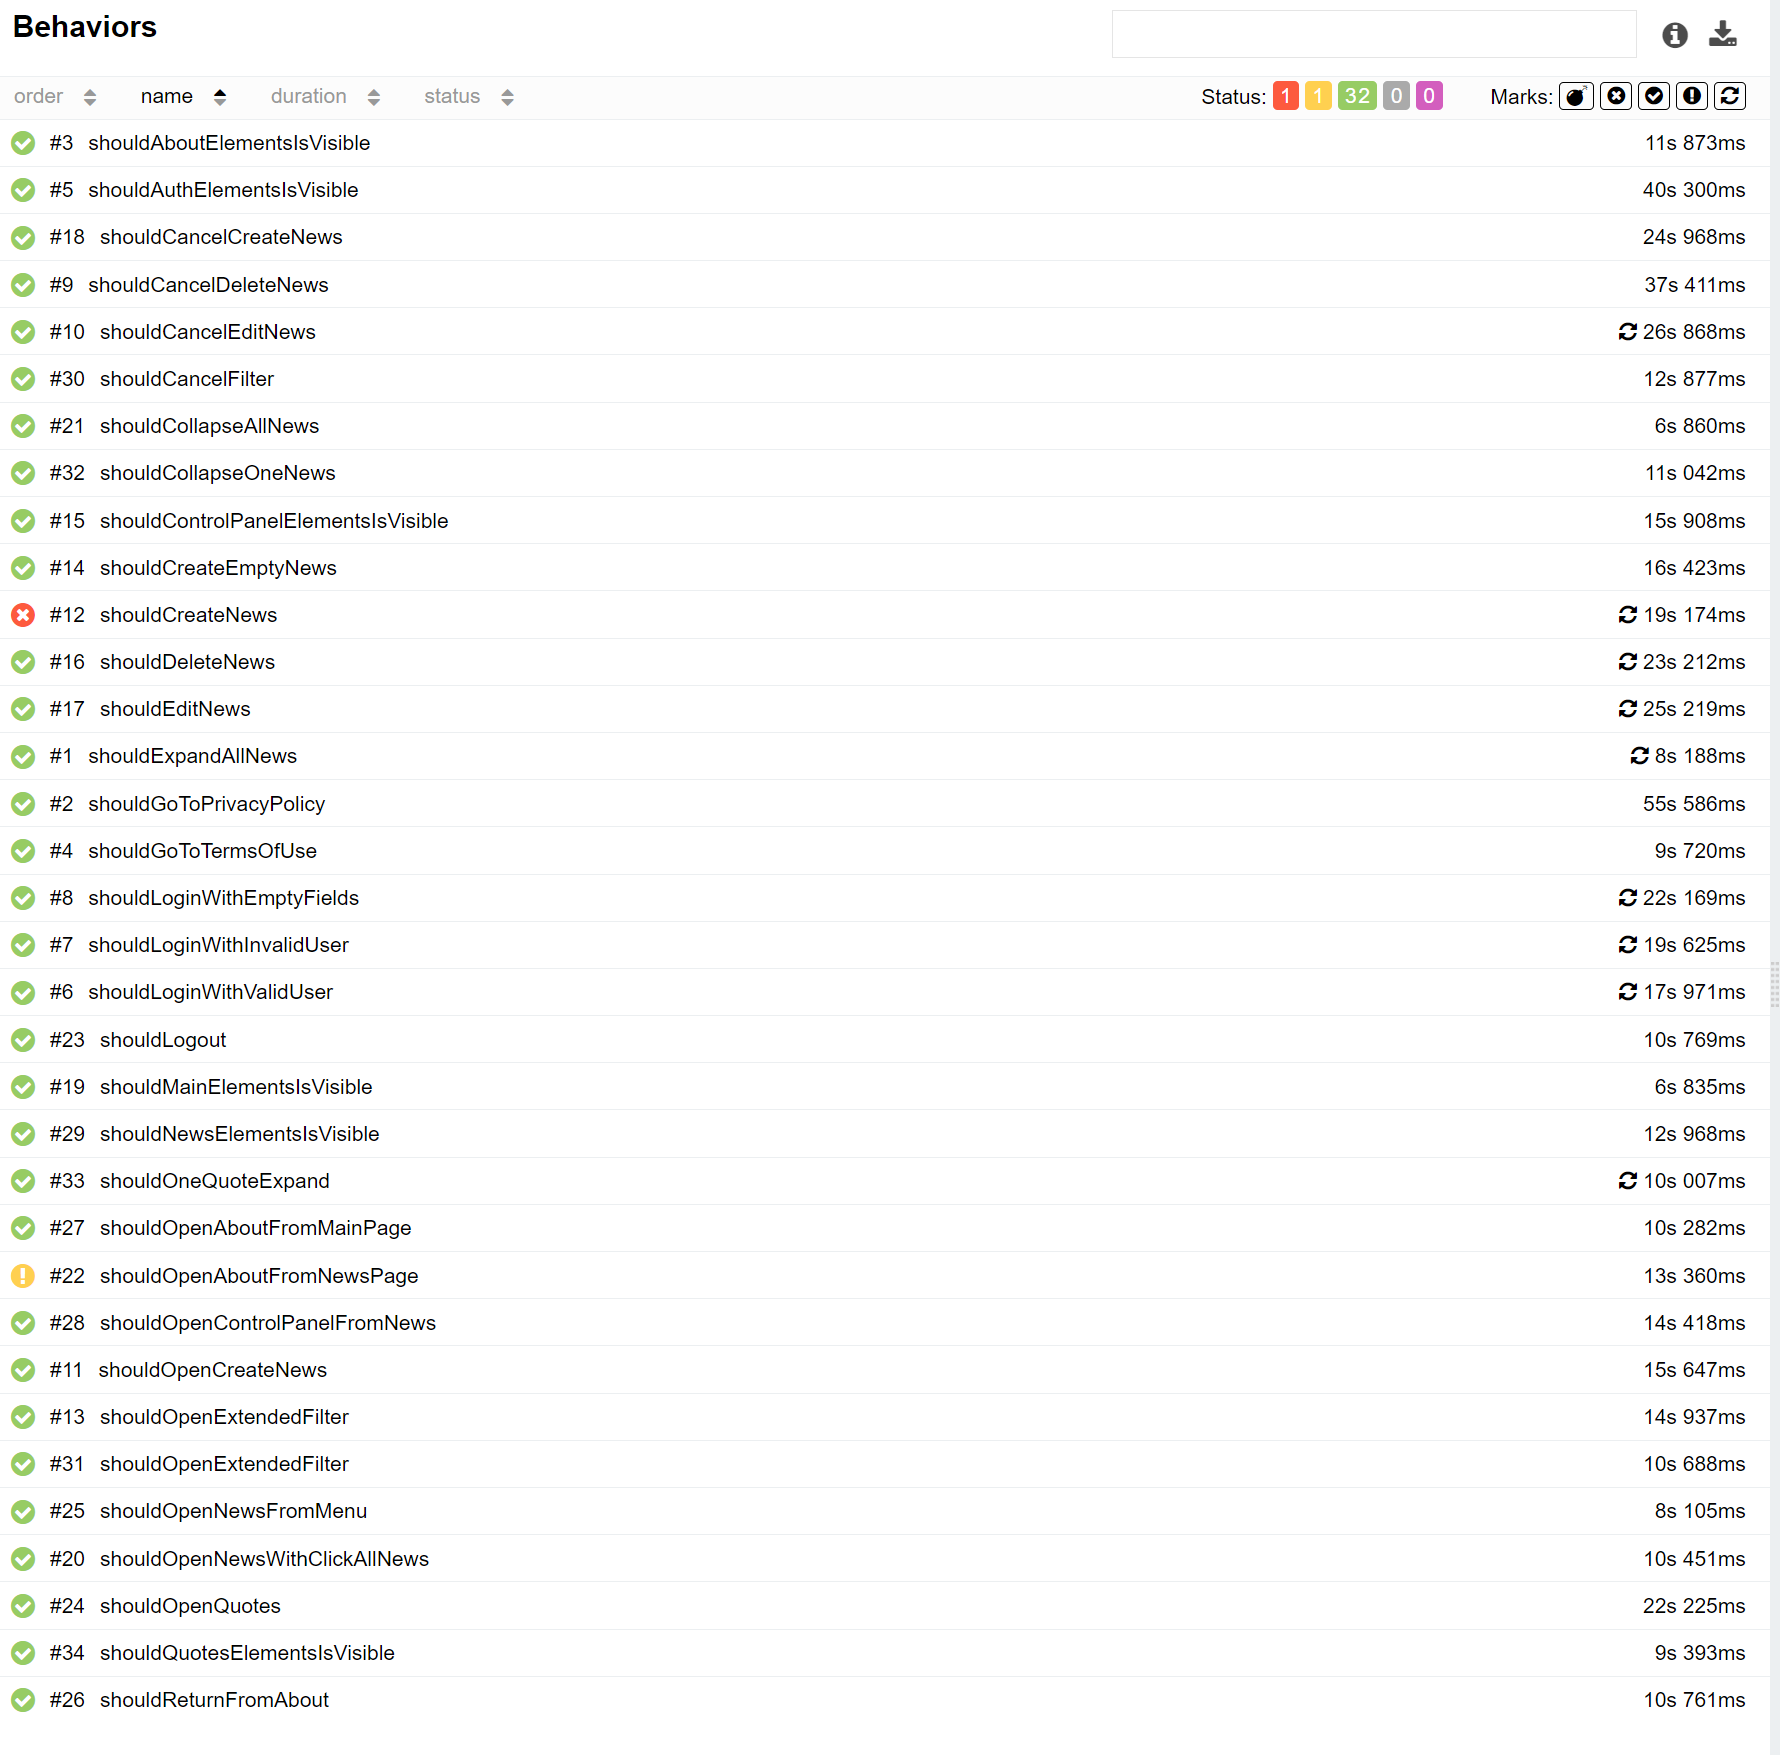 Behaviors
order name duration status Status: 1 1 32 0 0 Marks:
#3 shouldAboutElementsIsVisible 11s 873ms
#5 shouldAuthElementsIsVisible 40s 300ms
#18 shouldCancelCreateNews 24s 968ms
#9 shouldCancelDeleteNews 37s 411ms
#10 shouldCancelEditNews 26s 868ms
#30 shouldCancelFilter 12s 877ms
#21 shouldCollapseAllNews 6s 860ms
#32 shouldCollapseOneNews 11s 042ms
#15 shouldControlPanelElementsIsVisible 15s 908ms
#14 shouldCreateEmptyNews 16s 423ms
#12 shouldCreateNews 19s 174ms
#16 shouldDeleteNews 23s 212ms
#17 shouldEditNews 25s 219ms
#1 shouldExpandAllNews 8s 188ms
#2 shouldGoToPrivacyPolicy 55s 586ms
#4 shouldGoToTermsOfUse 9s 720ms
#8 shouldLoginWithEmptyFields 22s 169ms
#7 shouldLoginWithInvalidUser 19s 625ms
#6 shouldLoginWithValidUser 17s 971ms
#23 shouldLogout 10s 769ms
#19 shouldMainElementsIsVisible 6s 835ms
#29 shouldNewsElementsIsVisible 12s 968ms
#33 shouldOneQuoteExpand 10s 007ms
#27 shouldOpenAboutFromMainPage 10s 282ms
#22 shouldOpenAboutFromNewsPage 13s 360ms
#28 shouldOpenControlPanelFromNews 14s 418ms
#11 shouldOpenCreateNews 15s 647ms
#13 shouldOpenExtendedFilter 14s 937ms
#31 shouldOpenExtendedFilter 10s 688ms
#25 shouldOpenNewsFromMenu 8s 105ms
#20 shouldOpenNewsWithClickAllNews 10s 451ms
#24 shouldOpenQuotes 22s 225ms
#34 shouldQuotesElementsIsVisible 9s 393ms
#26 shouldReturnFromAbout 10s 761ms